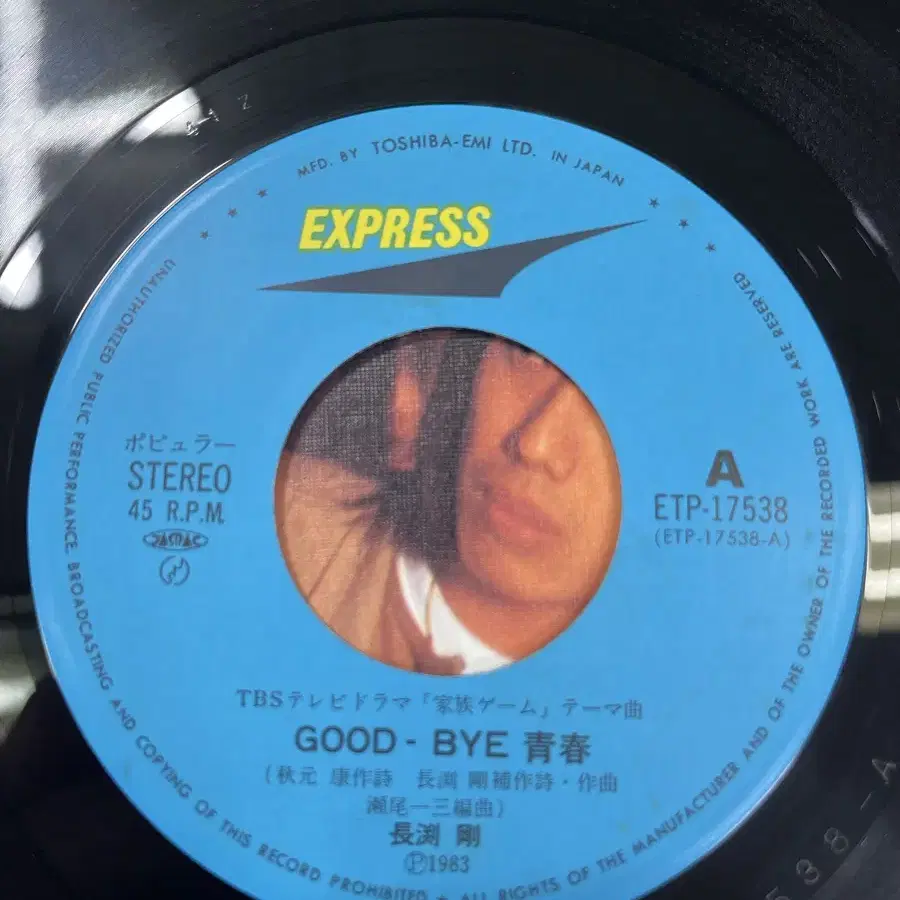 MFD. BY TOSHIBA-EMI LTD. IN JAPAN
EXPRESS
ポピュラー
STEREO
45 R.P.M.
JASRAC
A
ETP-17538
(ETP-17538-A)
TBSテレビドラマ「家族ゲーム」テーマ曲
GOOD - BYE 青春
(秋元 康作詩 長渕 剛補作詩・作曲
瀬尾一三編曲)
長渕 剛
Ⓟ1983
UNAUTHORIZED PUBLIC PERFORMANCE. BROADCASTING AND COPYING OF THIS RECORD PROHIBITED • ALL RIGHTS OF THE MANUFACTURER AND OF THE OWNER OF THE RECORDED WORK ARE RESERVED
538-A